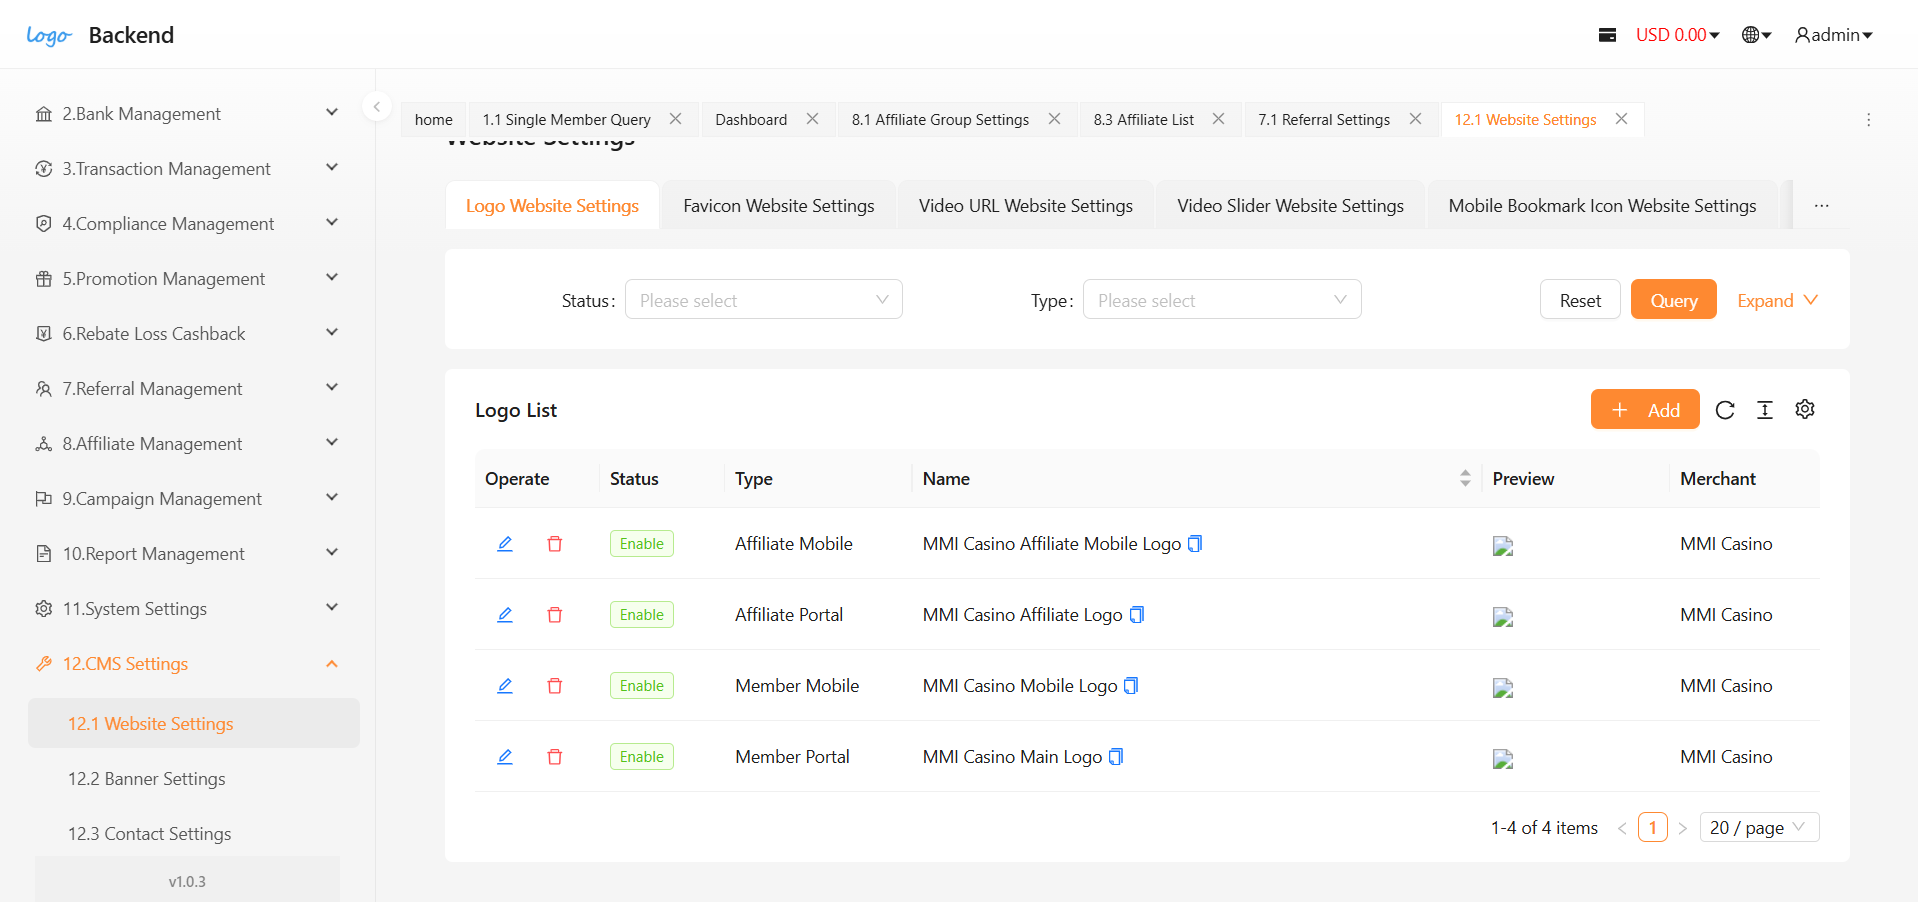 logo Backend
USD 0.00 admin
2.Bank Management
3.Transaction Management
4.Compliance Management
5.Promotion Management
6.Rebate Loss Cashback
7.Referral Management
8.Affiliate Management
9.Campaign Management
10.Report Management
11.System Settings
12.CMS Settings
12.1 Website Settings
12.2 Banner Settings
12.3 Contact Settings
v1.0.3
home 1.1 Single Member Query Dashboard 8.1 Affiliate Group Settings 8.3 Affiliate List 7.1 Referral Settings 12.1 Website Settings
Website Settings
Logo Website Settings Favicon Website Settings Video URL Website Settings Video Slider Website Settings Mobile Bookmark Icon Website Settings ...
Status: Please select Type: Please select Reset Query Expand
Logo List
+ Add
Operate Status Type Name Preview Merchant
Enable Affiliate Mobile MMI Casino Affiliate Mobile Logo MMI Casino
Enable Affiliate Portal MMI Casino Affiliate Logo MMI Casino
Enable Member Mobile MMI Casino Mobile Logo MMI Casino
Enable Member Portal MMI Casino Main Logo MMI Casino
1-4 of 4 items < 1 > 20 / page